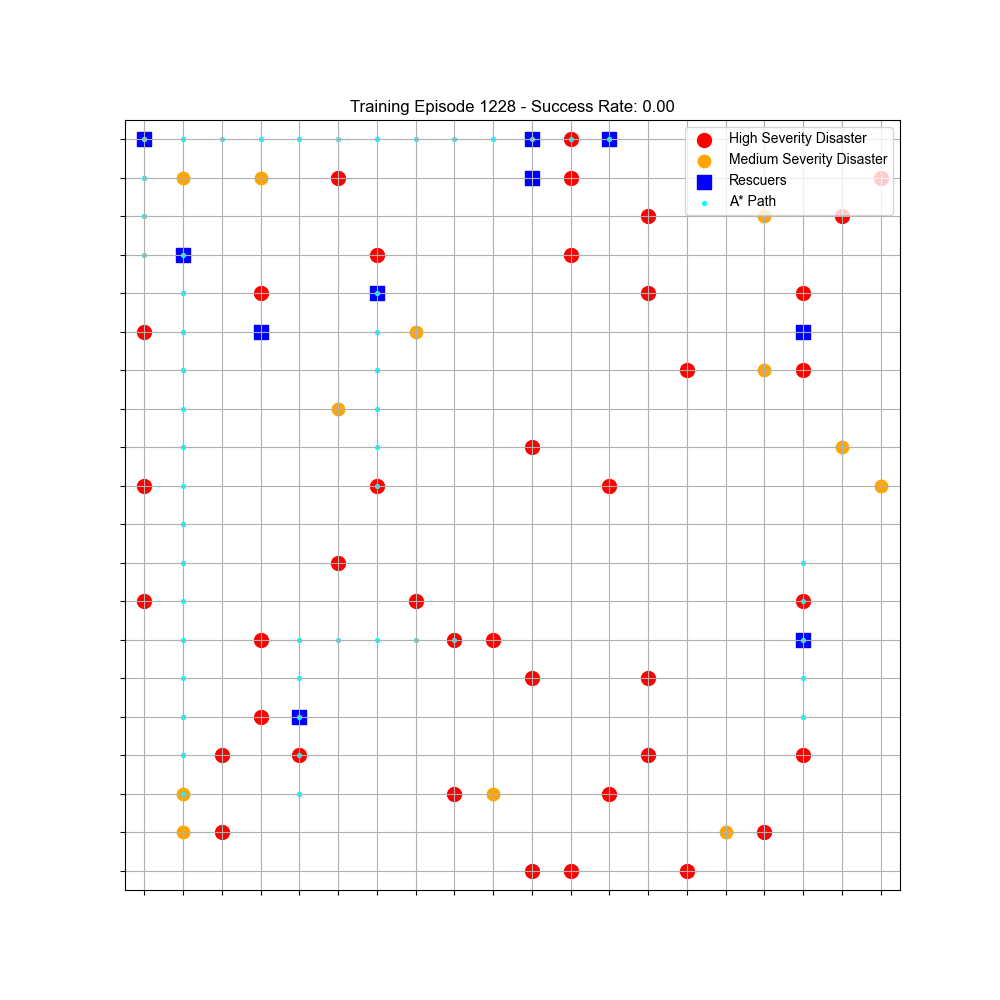 Training Episode 1228 - Success Rate: 0.00
High Severity Disaster
Medium Severity Disaster
Rescuers
A* Path